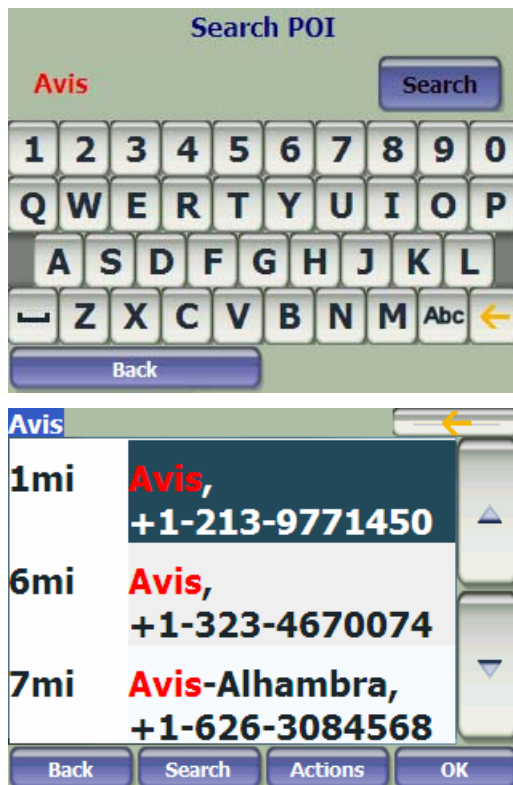 Search POI
Avis Search
1 2 3 4 5 6 7 8 9 0
Q W E R T Y U I O P
A S D F G H J K L
Z X C V B N M Abc
Back
Avis
1mi Avis,
+1-213-9771450
6mi Avis,
+1-323-4670074
7mi Avis-Alhambra,
+1-626-3084568
Back Search Actions OK